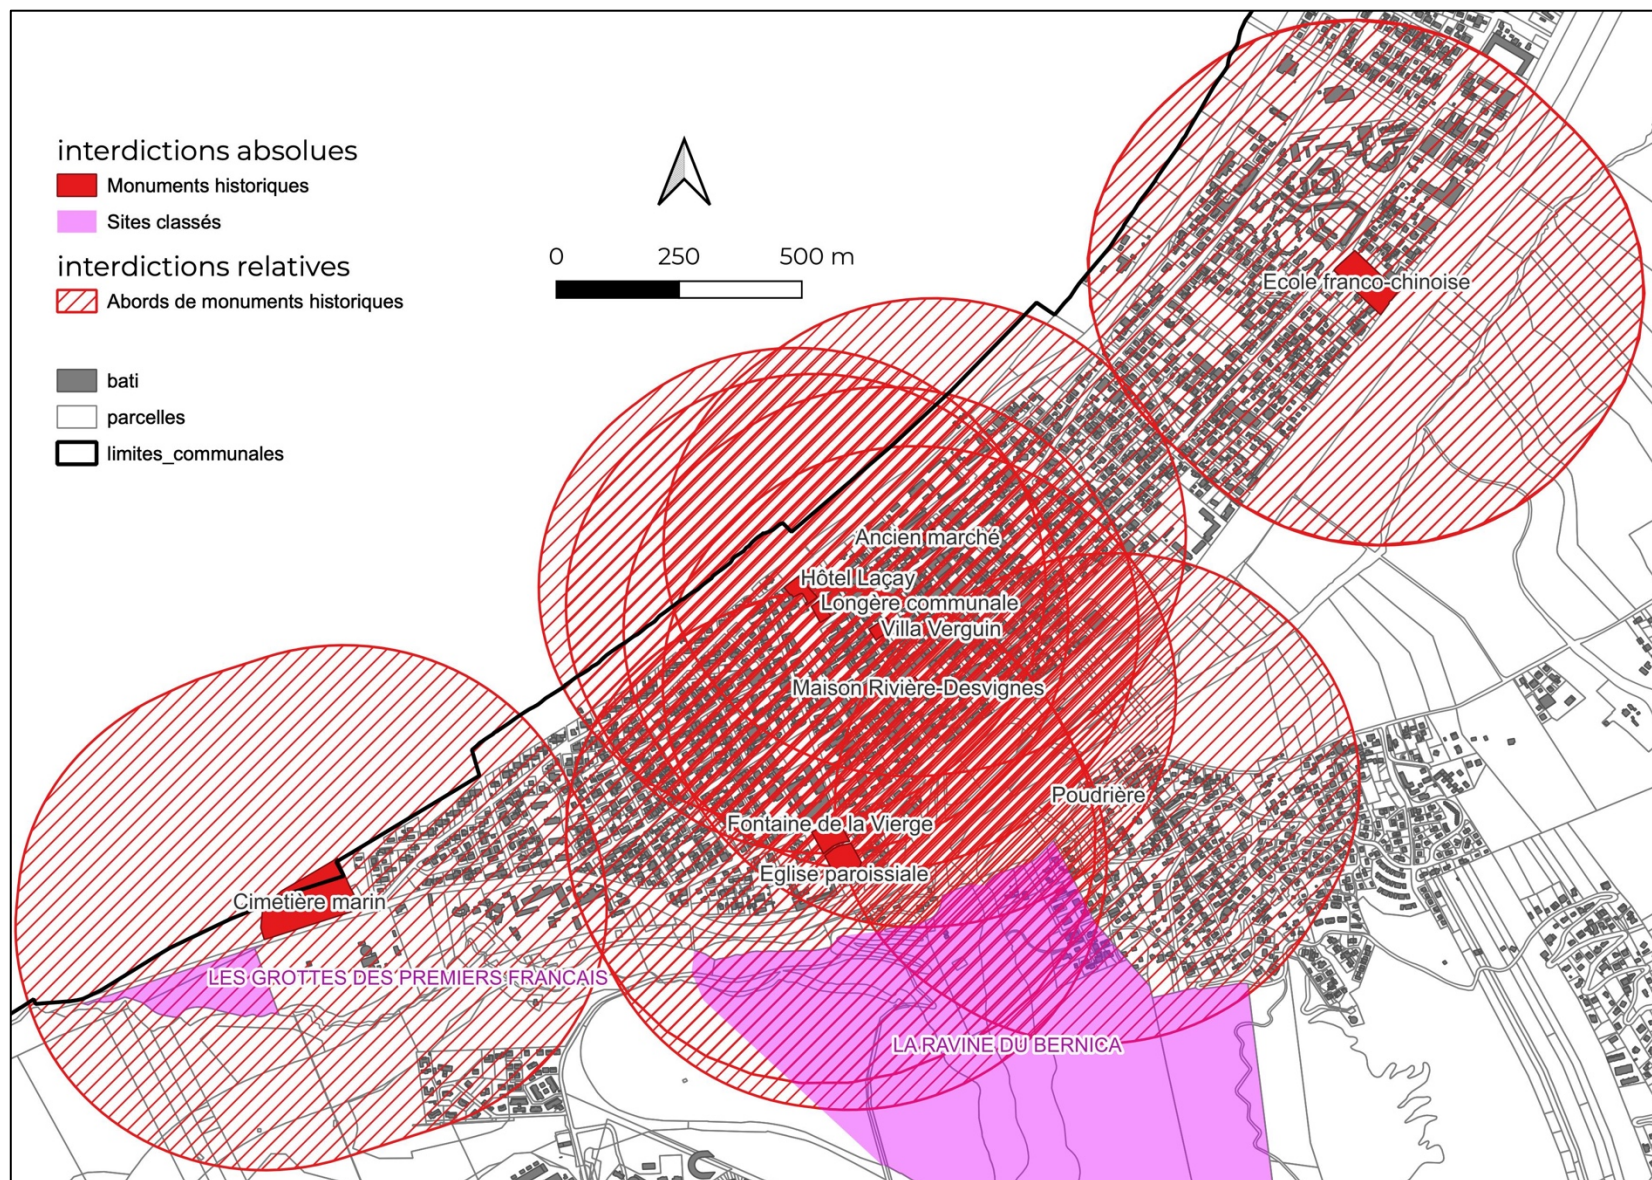 interdictions absolues
Monuments historiques
Sites classés
interdictions relatives
Abords de monuments historiques
bati
parcelles
limites_communales
0 250 500 m
Ecole franco-chinoise
Ancien marché
Hôtel Laçay
Longère communale
Villa Verguin
Maison Rivière-Desvignes
Poudrière
Fontaine de la Vierge
Eglise paroissiale
Cimetière marin
LES GROTTES DES PREMIERS FRANCAIS
LA RAVINE DU BERNICA